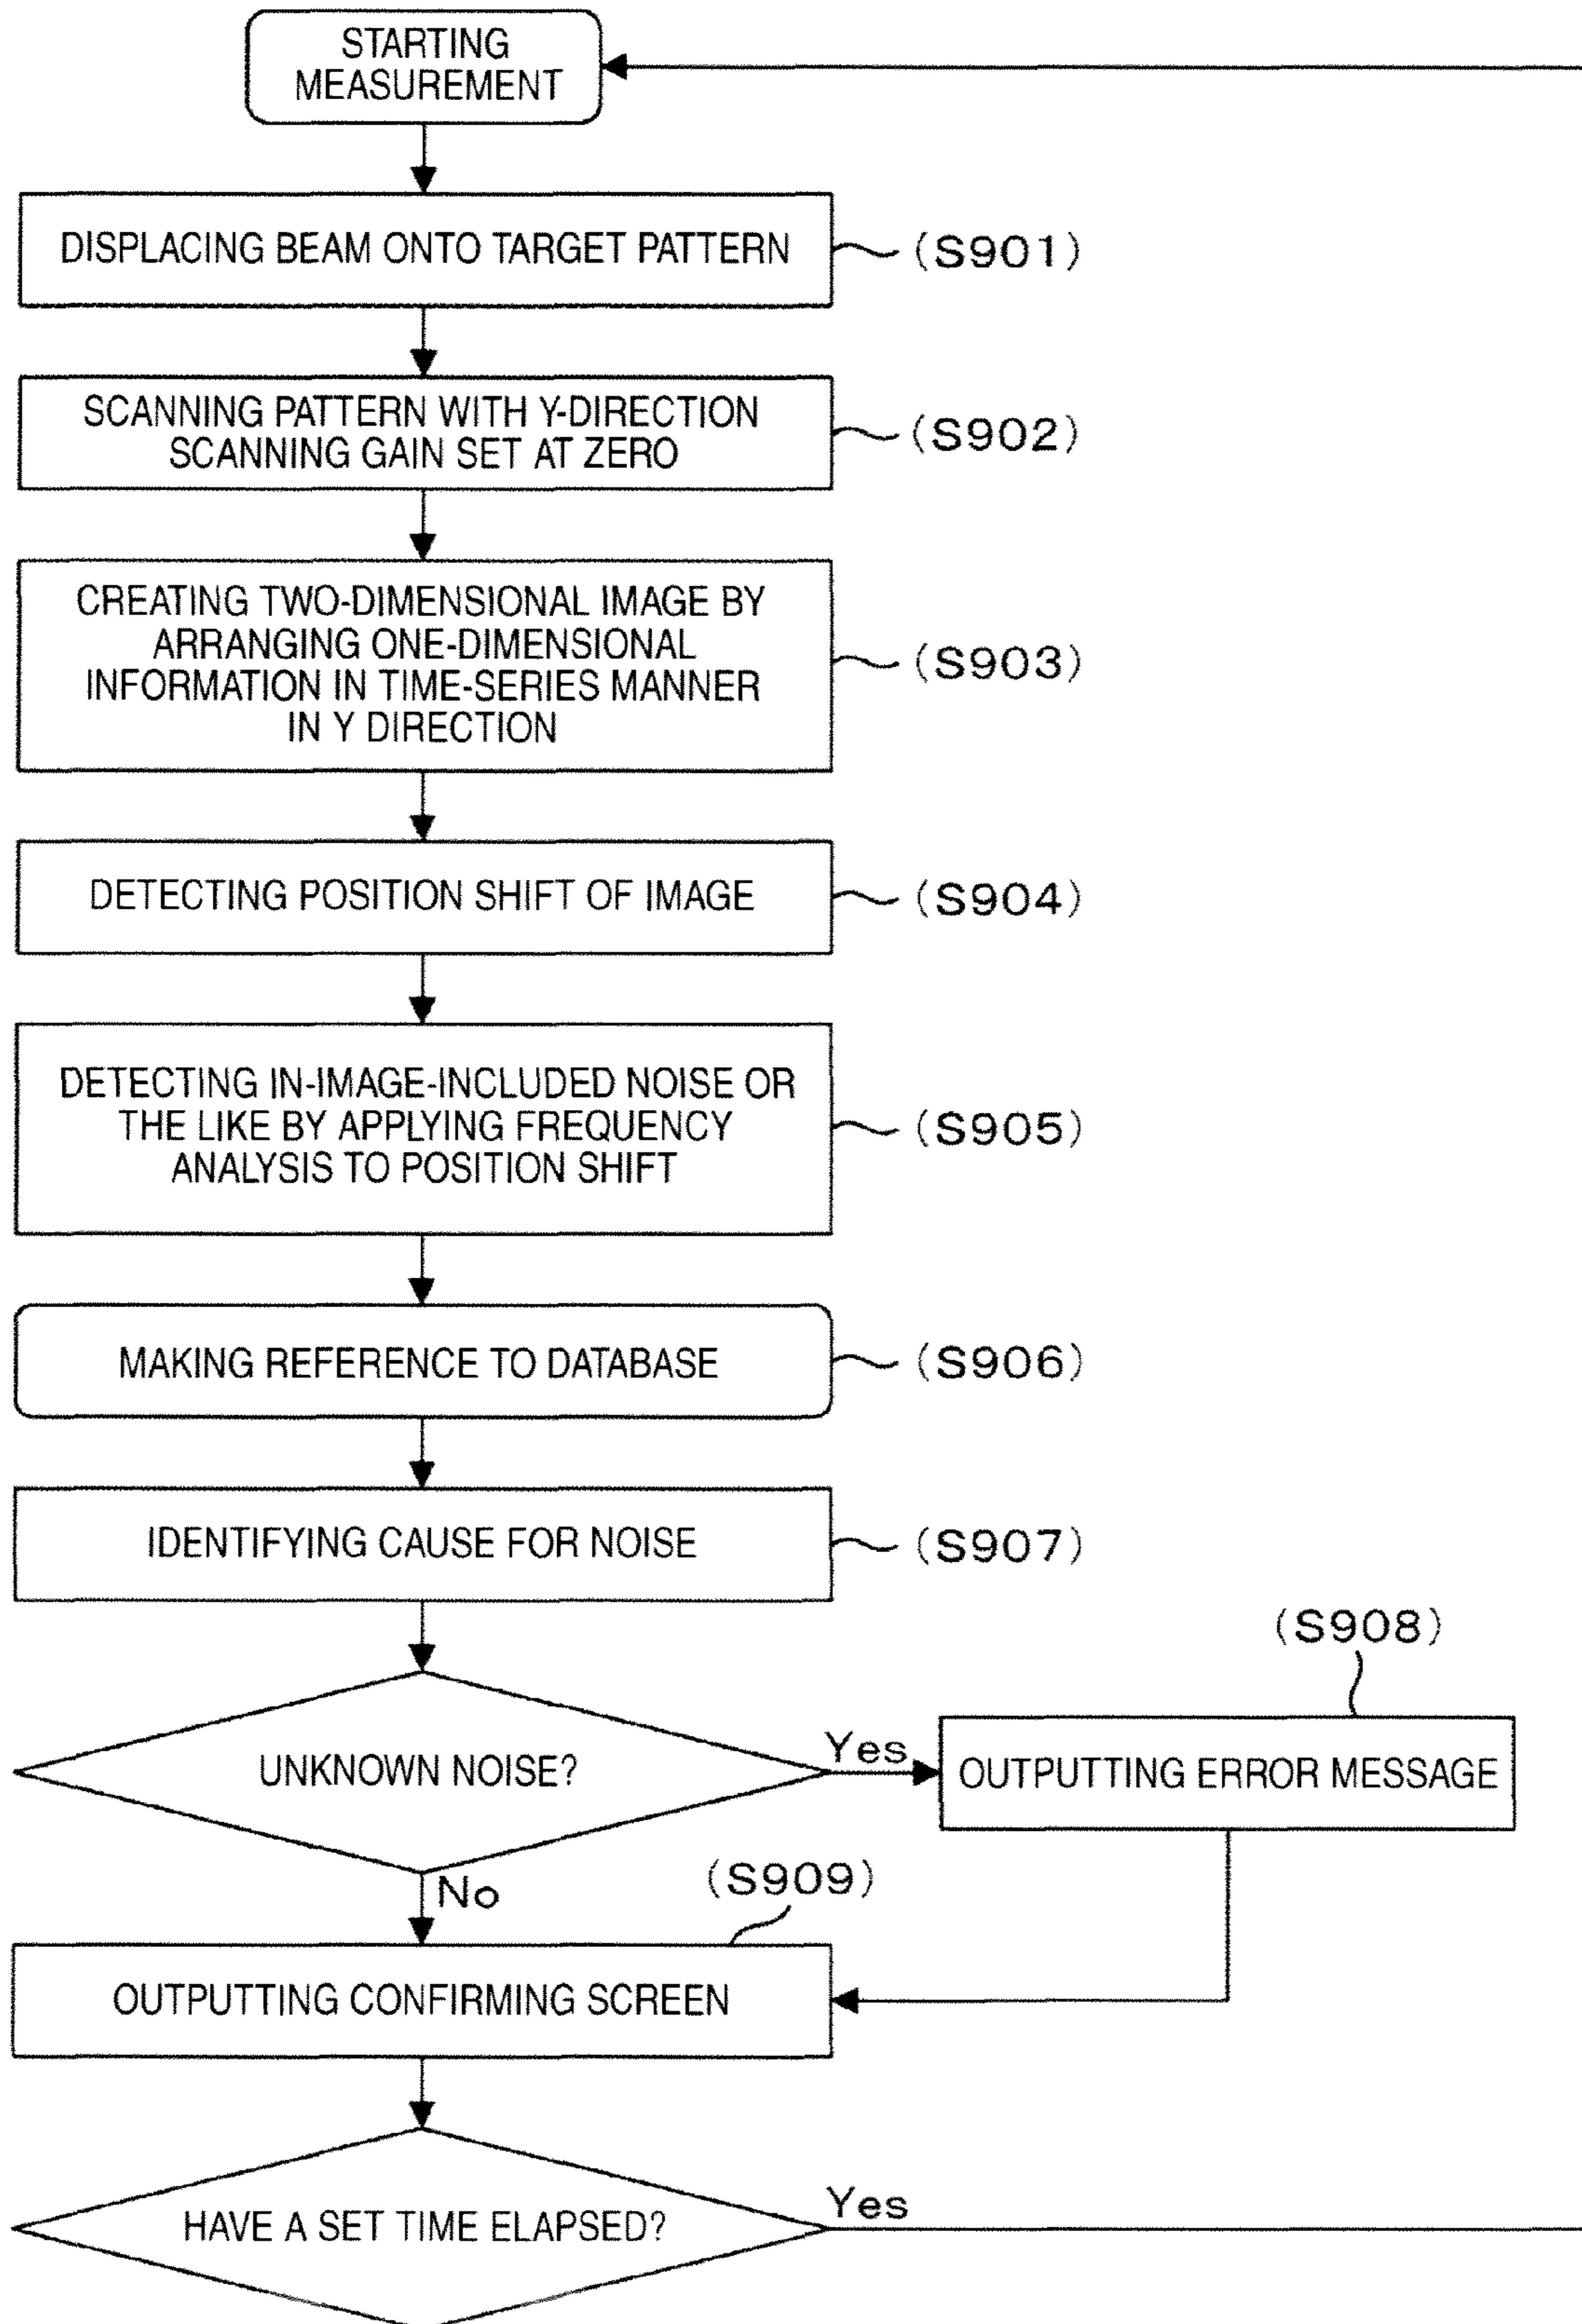 STARTING
MEASUREMENT
DISPLACING BEAM ONTO TARGET PATTERN
(S901)
SCANNING PATTERN WITH Y-DIRECTION
SCANNING GAIN SET AT ZERO
(S902)
CREATING TWO-DIMENSIONAL IMAGE BY
ARRANGING ONE-DIMENSIONAL
INFORMATION IN TIME-SERIES MANNER
IN Y DIRECTION
(S903)
DETECTING POSITION SHIFT OF IMAGE
(S904)
DETECTING IN-IMAGE-INCLUDED NOISE OR
THE LIKE BY APPLYING FREQUENCY
ANALYSIS TO POSITION SHIFT
(S905)
MAKING REFERENCE TO DATABASE
(S906)
IDENTIFYING CAUSE FOR NOISE
(S907)
UNKNOWN NOISE?
Yes
(S908)
OUTPUTTING ERROR MESSAGE
No
(S909)
OUTPUTTING CONFIRMING SCREEN
HAVE A SET TIME ELAPSED?
Yes